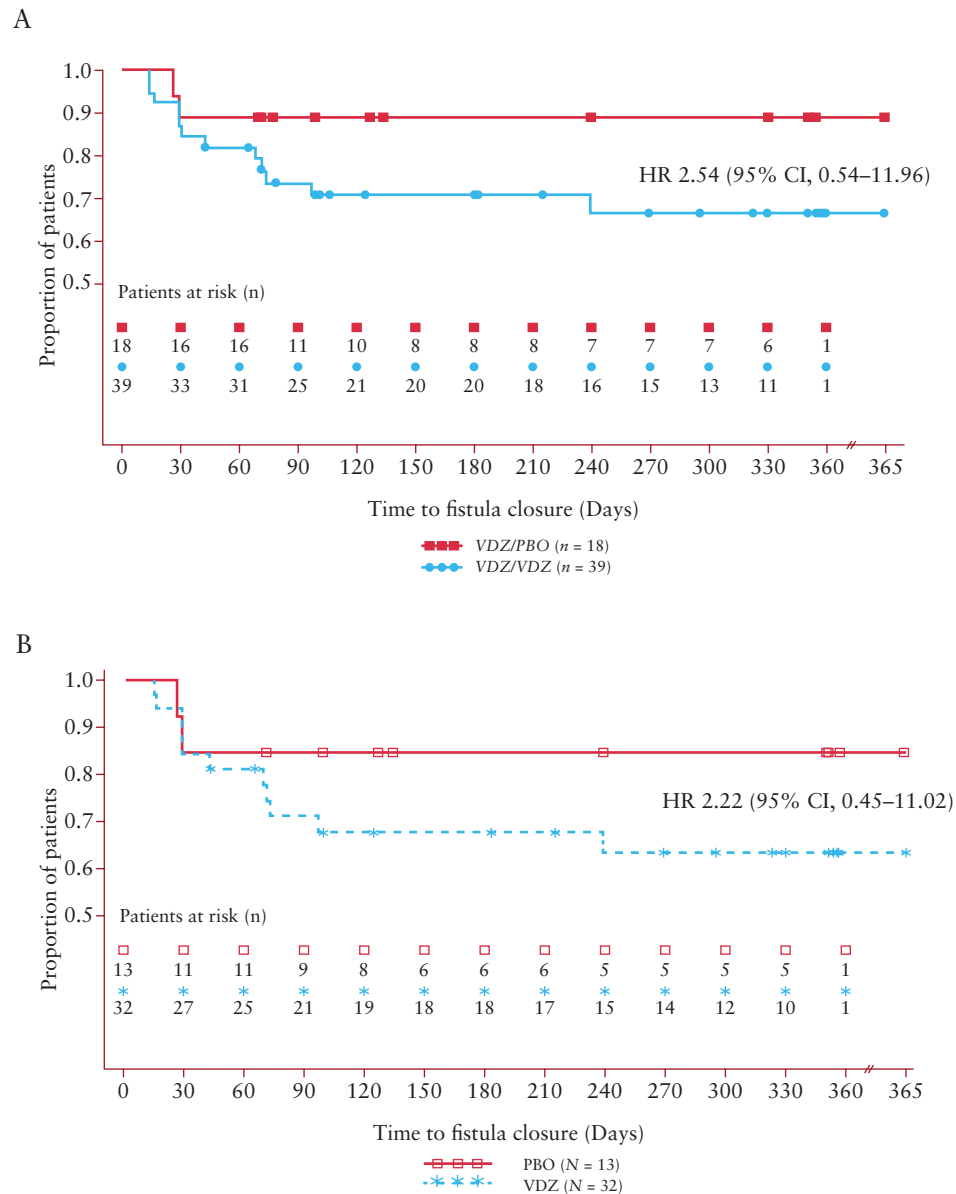 A
1.0
0.9
0.8
0.7
0.6
0.5
Proportion of patients
HR 2.54 (95% CI, 0.54–11.96)
Patients at risk (n)
18 16 16 11 10 8 8 8 7 7 7 6 1
39 33 31 25 21 20 20 18 16 15 13 11 1
0 30 60 90 120 150 180 210 240 270 300 330 360 365
Time to fistula closure (Days)
VDZ/PBO (n = 18)
VDZ/VDZ (n = 39)
B
1.0
0.9
0.8
0.7
0.6
0.5
Proportion of patients
HR 2.22 (95% CI, 0.45–11.02)
Patients at risk (n)
13 11 11 9 8 6 6 6 5 5 5 5 1
32 27 25 21 19 18 18 17 15 14 12 10 1
0 30 60 90 120 150 180 210 240 270 300 330 360 365
Time to fistula closure (Days)
PBO (N = 13)
VDZ (N = 32)